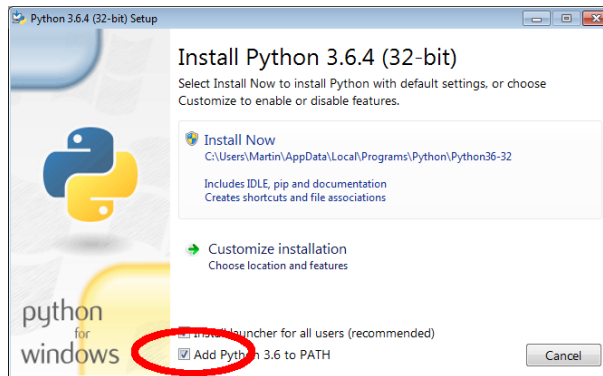 Python 3.6.4 (32-bit) Setup
Install Python 3.6.4 (32-bit)
Select Install Now to install Python with default settings, or choose
Customize to enable or disable features.
Install Now
C:\Users\Martin\AppData\Local\Programs\Python\Python36-32
Includes IDLE, pip and documentation
Creates shortcuts and file associations
Customize installation
Choose location and features
python
for
windows
Install launcher for all users (recommended)
Add Python 3.6 to PATH
Cancel